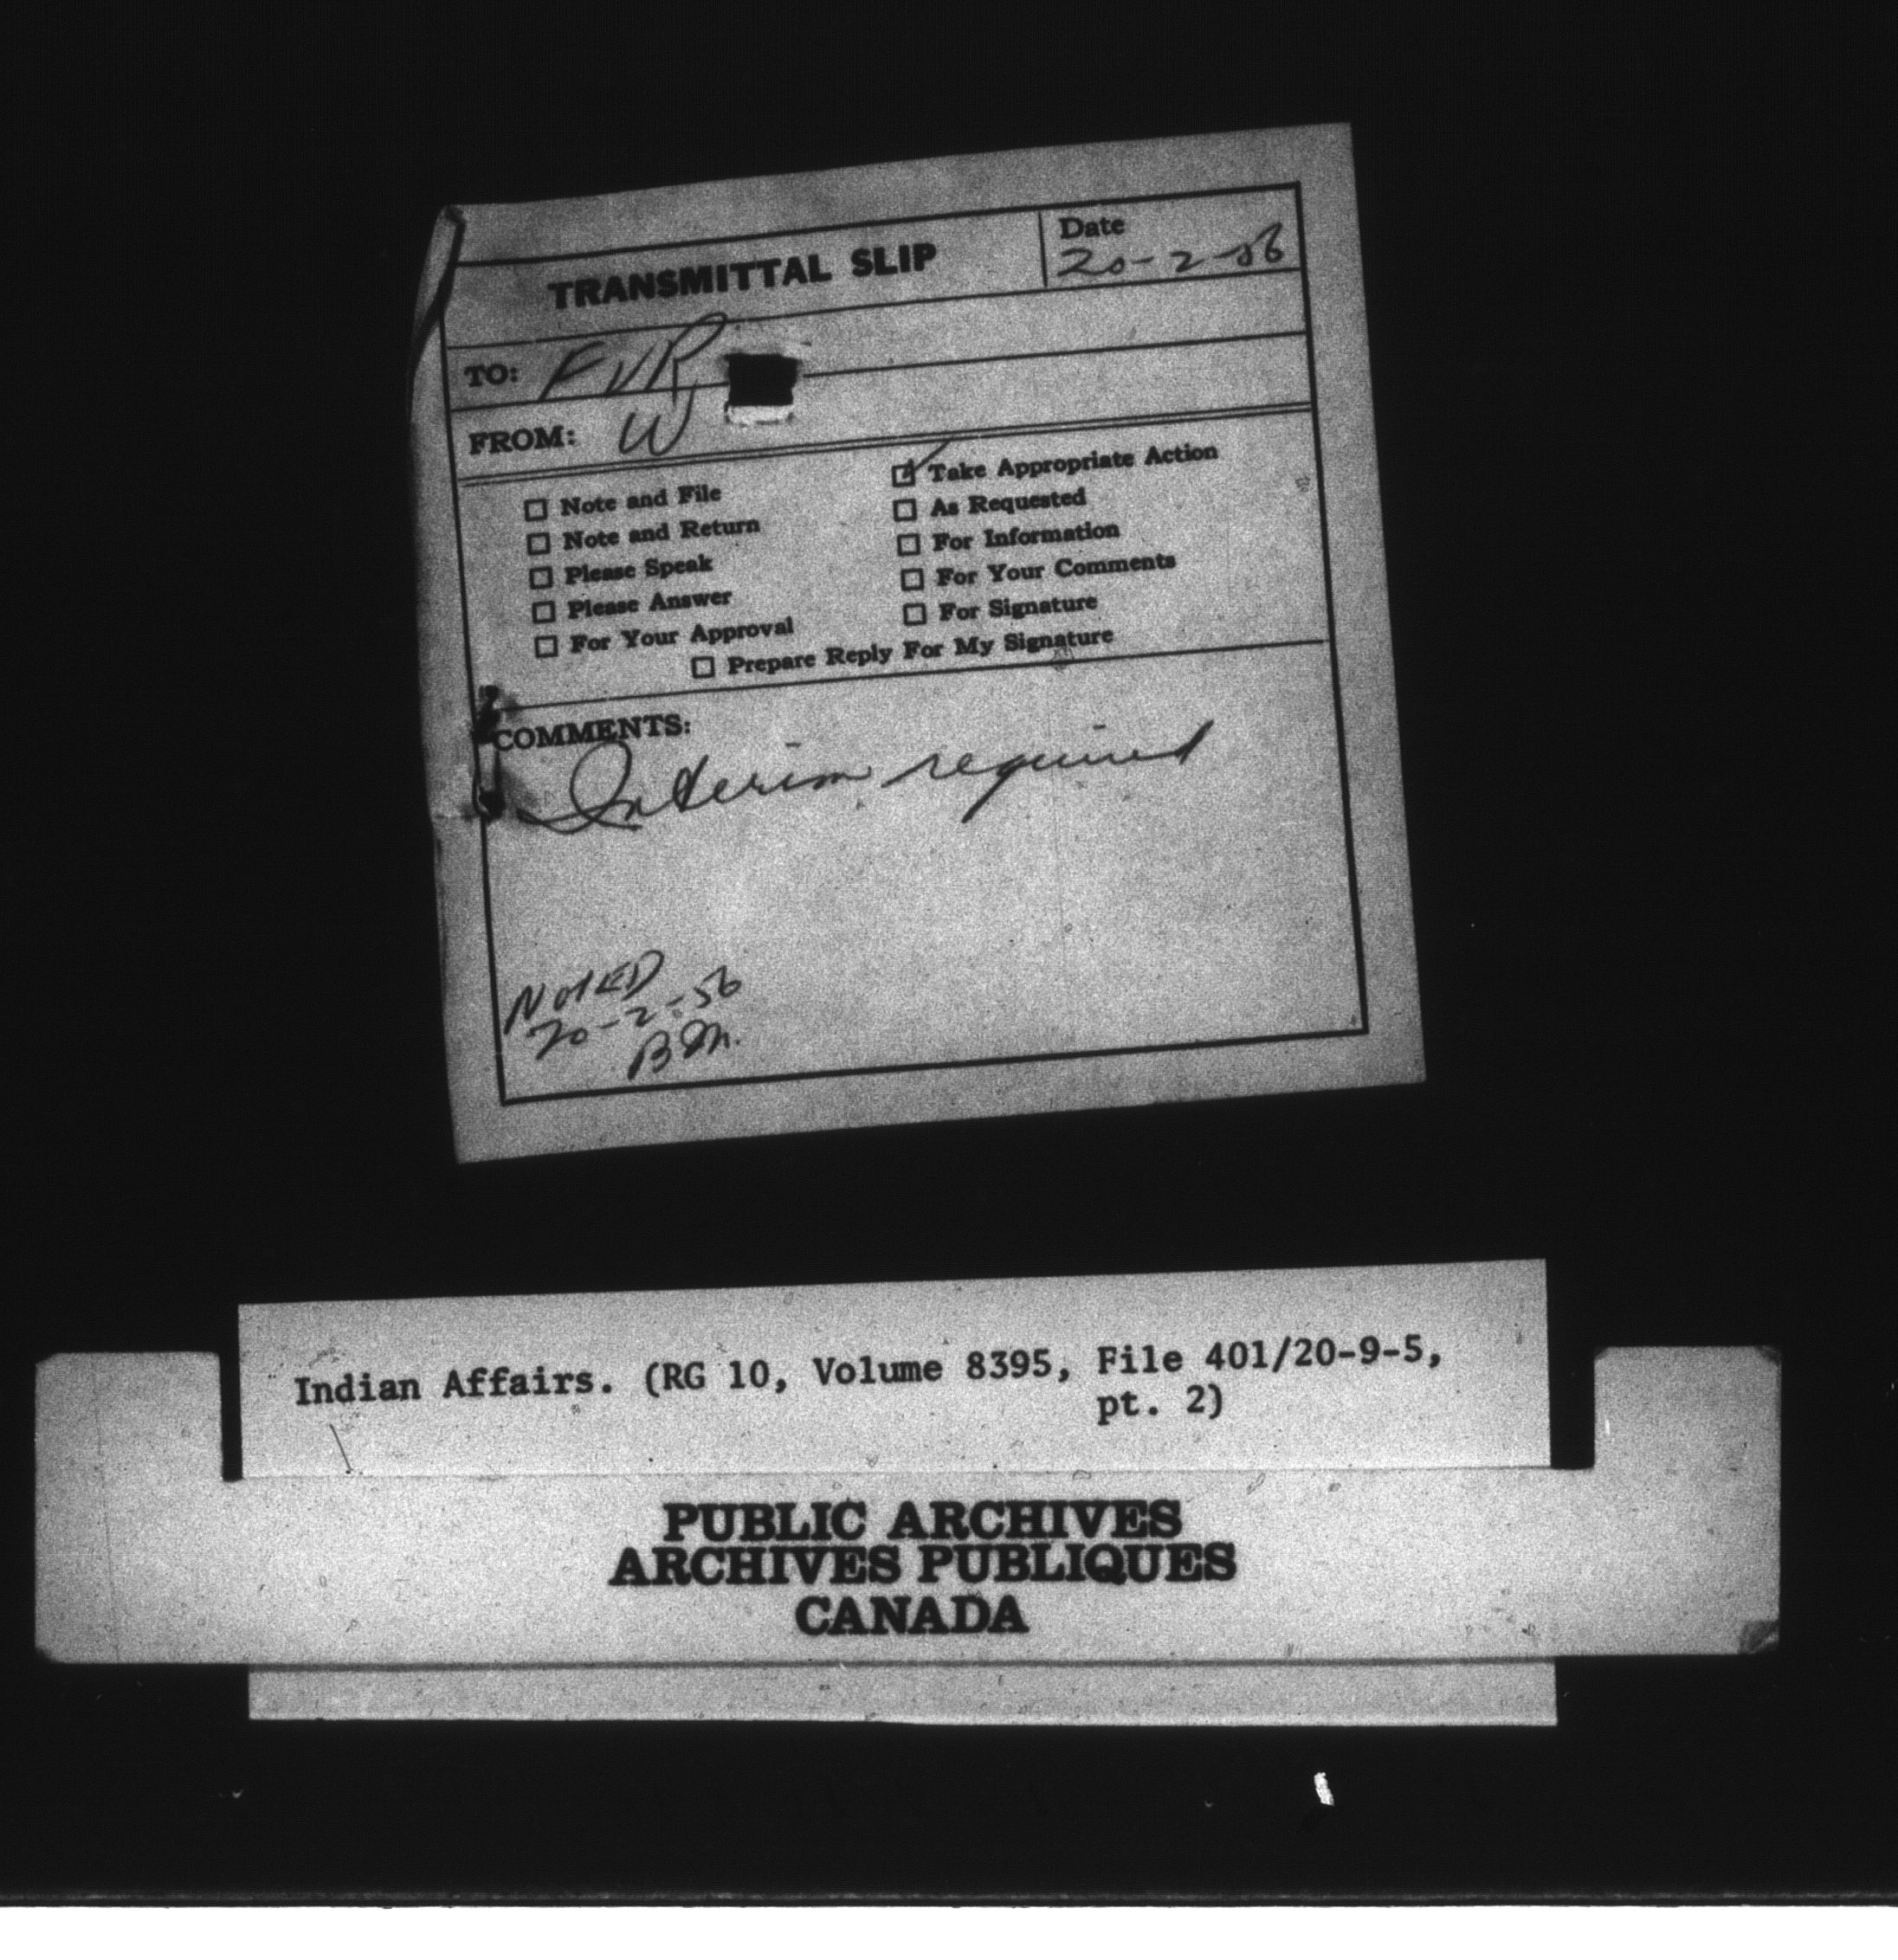 TRANSMITTAL SLIP
Date
20-2-56
TO: FVR
FROM: W
☑ Take Appropriate Action
☐ Note and File
☐ As Requested
☐ Note and Return
☐ For Information
☐ Please Speak
☐ For Your Comments
☐ Please Answer
☐ For Signature
☐ For Your Approval
☐ Prepare Reply For My Signature
COMMENTS:
Interim required
NOTED
20-2-56
BM.
Indian Affairs. (RG 10, Volume 8395, File 401/20-9-5,
pt. 2)
PUBLIC ARCHIVES
ARCHIVES PUBLIQUES
CANADA